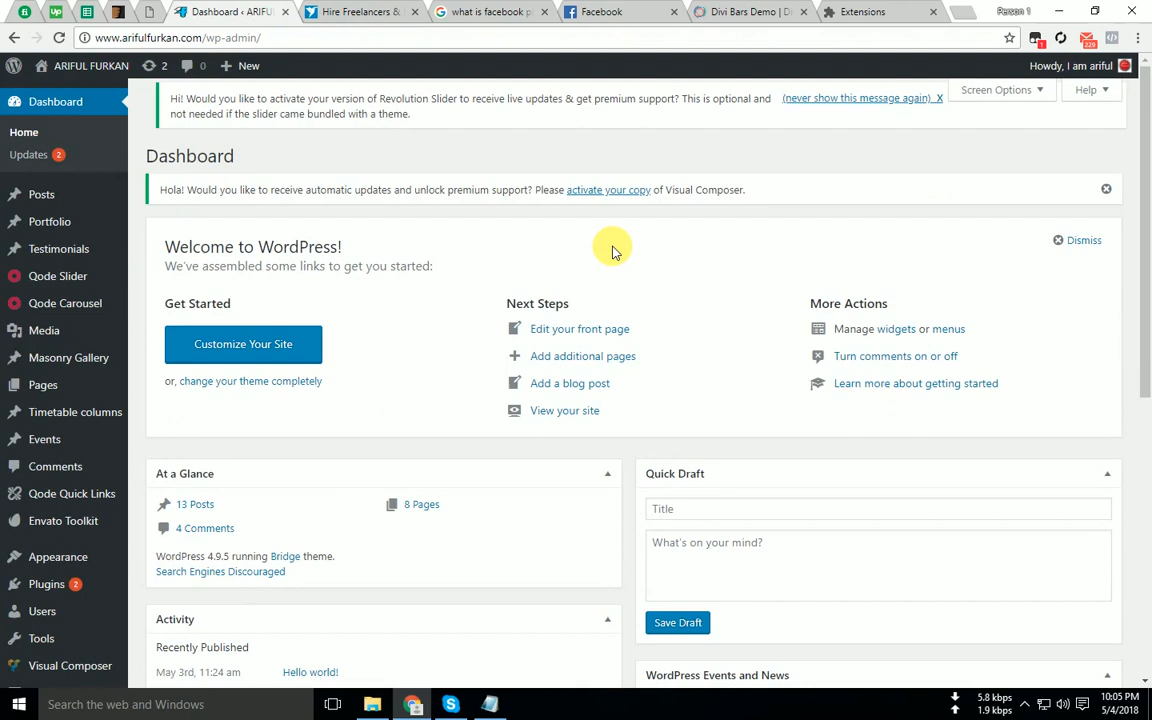 Dashboard ‹ ARIFUL
Hire Freelancers &
what is facebook p
Facebook
Divi Bars Demo | D
Extensions
Person 1
www.arifulfurkan.com/wp-admin/
1
229
ARIFUL FURKAN
2
0
New
Howdy, I am ariful
Dashboard
Home
Updates 2
Posts
Portfolio
Testimonials
Qode Slider
Qode Carousel
Media
Masonry Gallery
Pages
Timetable columns
Events
Comments
Qode Quick Links
Envato Toolkit
Appearance
Plugins 2
Users
Tools
Visual Composer
Hi! Would you like to activate your version of Revolution Slider to receive live updates & get premium support? This is optional and
not needed if the slider came bundled with a theme.
(never show this message again) X
Screen Options
Help
Dashboard
Hola! Would you like to receive automatic updates and unlock premium support? Please activate your copy of Visual Composer.
Welcome to WordPress!
We've assembled some links to get you started:
Dismiss
Get Started
Customize Your Site
or, change your theme completely
Next Steps
Edit your front page
Add additional pages
Add a blog post
View your site
More Actions
Manage widgets or menus
Turn comments on or off
Learn more about getting started
At a Glance
13 Posts
8 Pages
4 Comments
WordPress 4.9.5 running Bridge theme.
Search Engines Discouraged
Activity
Recently Published
May 3rd, 11:24 am
Hello world!
Quick Draft
Title
What's on your mind?
Save Draft
WordPress Events and News
Search the web and Windows
5.8 kbps
1.9 kbps
10:05 PM
5/4/2018